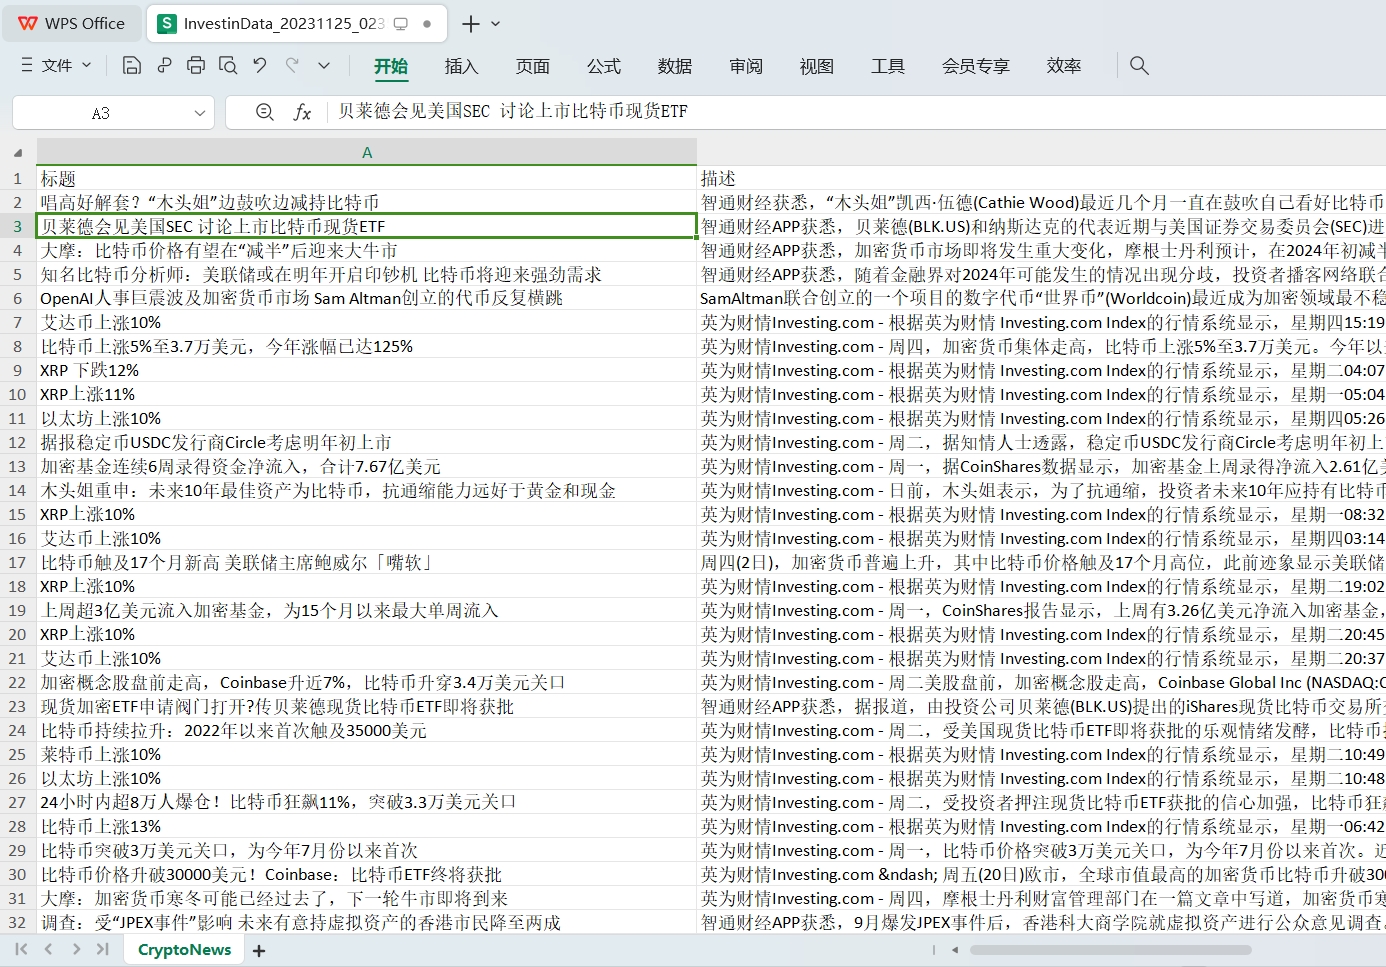 WPS Office
InvestinData_20231125_023
文件
开始 插入 页面 公式 数据 审阅 视图 工具 会员专享 效率
A3
fx 贝莱德会见美国SEC 讨论上市比特币现货ETF
A
1 标题 描述
2 唱高好解套？“木头姐”边鼓吹边减持比特币 智通财经获悉，“木头姐”凯西·伍德(Cathie Wood)最近几个月一直在鼓吹自己看好比特币
3 贝莱德会见美国SEC 讨论上市比特币现货ETF 智通财经APP获悉，贝莱德(BLK.US)和纳斯达克的代表近期与美国证券交易委员会(SEC)进
4 大摩：比特币价格有望在“减半”后迎来大牛市 智通财经APP获悉，加密货币市场即将发生重大变化，摩根士丹利预计，在2024年初减半
5 知名比特币分析师：美联储或在明年开启印钞机 比特币将迎来强劲需求 智通财经APP获悉，随着金融界对2024年可能发生的情况出现分歧，投资者播客网络联合
6 OpenAI人事巨震波及加密货币市场 Sam Altman创立的代币反复横跳 SamAltman联合创立的一个项目的数字代币“世界币”(Worldcoin)最近成为加密领域最不稳
7 艾达币上涨10% 英为财情Investing.com - 根据英为财情 Investing.com Index的行情系统显示，星期四15:19
8 比特币上涨5%至3.7万美元，今年涨幅已达125% 英为财情Investing.com - 周四，加密货币集体走高，比特币上涨5%至3.7万美元。今年以
9 XRP 下跌12% 英为财情Investing.com - 根据英为财情 Investing.com Index的行情系统显示，星期二04:07
10 XRP上涨11% 英为财情Investing.com - 根据英为财情 Investing.com Index的行情系统显示，星期一05:04
11 以太坊上涨10% 英为财情Investing.com - 根据英为财情 Investing.com Index的行情系统显示，星期四05:26
12 据报稳定币USDC发行商Circle考虑明年初上市 英为财情Investing.com - 周二，据知情人士透露，稳定币USDC发行商Circle考虑明年初上
13 加密基金连续6周录得资金净流入，合计7.67亿美元 英为财情Investing.com - 周一，据CoinShares数据显示，加密基金上周录得净流入2.61亿美
14 木头姐重申：未来10年最佳资产为比特币，抗通缩能力远好于黄金和现金 英为财情Investing.com - 日前，木头姐表示，为了抗通缩，投资者未来10年应持有比特币
15 XRP上涨10% 英为财情Investing.com - 根据英为财情 Investing.com Index的行情系统显示，星期一08:32
16 艾达币上涨10% 英为财情Investing.com - 根据英为财情 Investing.com Index的行情系统显示，星期四03:14
17 比特币触及17个月新高 美联储主席鲍威尔「嘴软」 周四(2日)，加密货币普遍上升，其中比特币价格触及17个月高位，此前迹象显示美联储
18 XRP上涨10% 英为财情Investing.com - 根据英为财情 Investing.com Index的行情系统显示，星期二19:02
19 上周超3亿美元流入加密基金，为15个月以来最大单周流入 英为财情Investing.com - 周一，CoinShares报告显示，上周有3.26亿美元净流入加密基金，
20 XRP上涨10% 英为财情Investing.com - 根据英为财情 Investing.com Index的行情系统显示，星期二20:45
21 艾达币上涨10% 英为财情Investing.com - 根据英为财情 Investing.com Index的行情系统显示，星期二20:37
22 加密概念股盘前走高，Coinbase升近7%，比特币升穿3.4万美元关口 英为财情Investing.com - 周二美股盘前，加密概念股走高，Coinbase Global Inc (NASDAQ:C
23 现货加密ETF申请阀门打开?传贝莱德现货比特币ETF即将获批 智通财经APP获悉，据报道，由投资公司贝莱德(BLK.US)提出的iShares现货比特币交易所
24 比特币持续拉升：2022年以来首次触及35000美元 英为财情Investing.com - 周二，受美国现货比特币ETF即将获批的乐观情绪发酵，比特币
25 莱特币上涨10% 英为财情Investing.com - 根据英为财情 Investing.com Index的行情系统显示，星期二10:49
26 以太坊上涨10% 英为财情Investing.com - 根据英为财情 Investing.com Index的行情系统显示，星期二10:48
27 24小时内超8万人爆仓！比特币狂飙11%，突破3.3万美元关口 英为财情Investing.com - 周二，受投资者押注现货比特币ETF获批的信心加强，比特币狂
28 比特币上涨13% 英为财情Investing.com - 根据英为财情 Investing.com Index的行情系统显示，星期一06:42
29 比特币突破3万美元关口，为今年7月份以来首次 英为财情Investing.com - 周一，比特币价格突破3万美元关口，为今年7月份以来首次。近
30 比特币价格升破30000美元！Coinbase：比特币ETF终将获批 英为财情Investing.com &ndash; 周五(20日)欧市，全球市值最高的加密货币比特币升破300
31 大摩：加密货币寒冬可能已经过去了，下一轮牛市即将到来 英为财情Investing.com - 周四，摩根士丹利财富管理部门在一篇文章中写道，加密货币寒
32 调查：受“JPEX事件”影响 未来有意持虚拟资产的香港市民降至两成 智通财经APP获悉，9月爆发JPEX事件后，香港科大商学院就虚拟资产进行公众意见调查。
CryptoNews